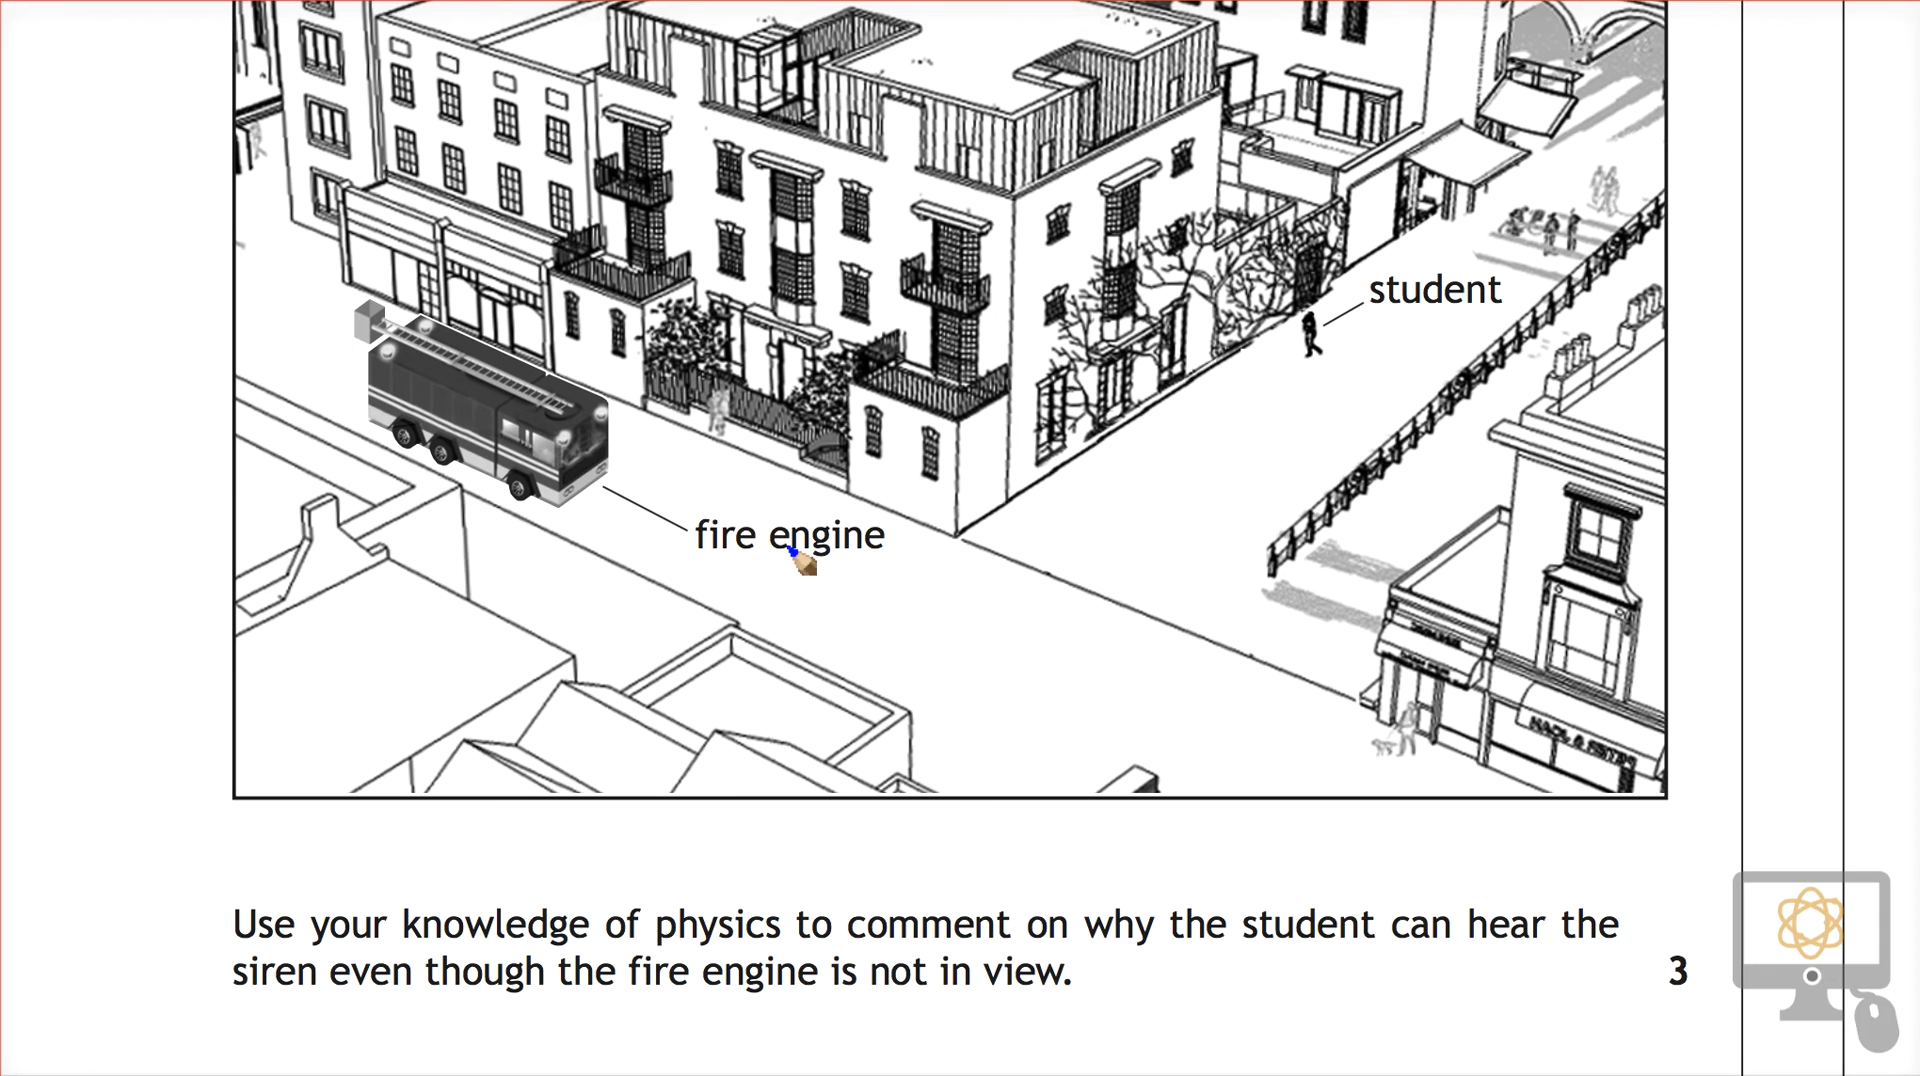 student
fire engine
Use your knowledge of physics to comment on why the student can hear the
siren even though the fire engine is not in view.
3